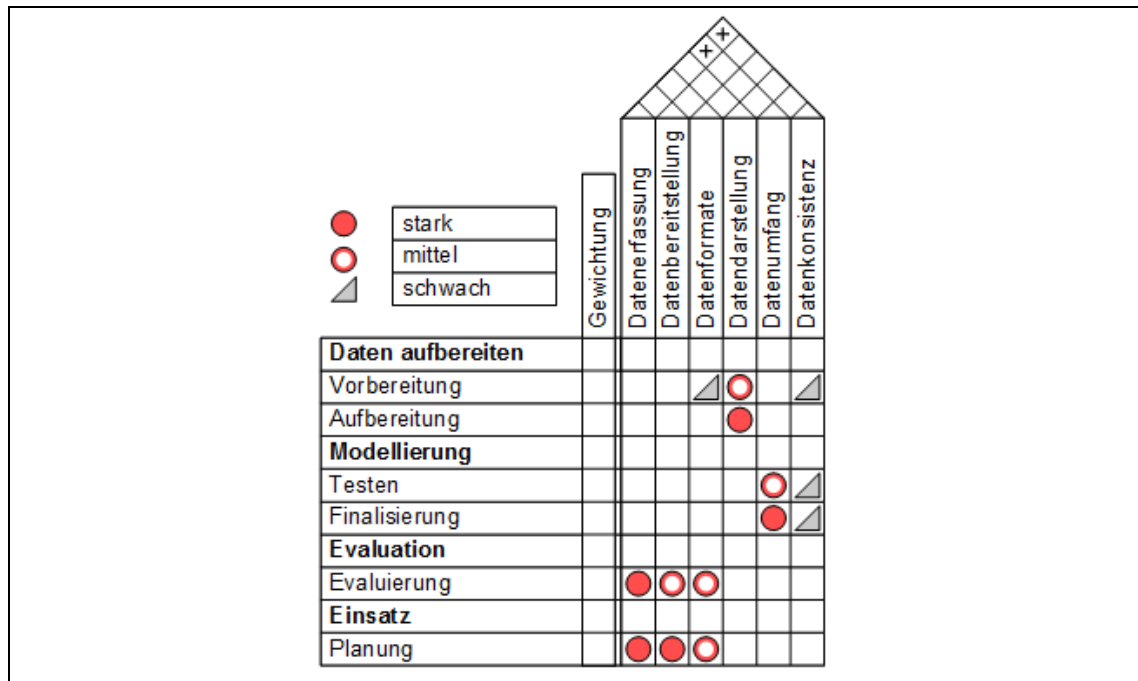 +
+
stark
mittel
schwach
Gewichtung
Datenerfassung
Datenbereitstellung
Datenformate
Datendarstellung
Datenumfang
Datenkonsistenz
Daten aufbereiten
Vorbereitung
Aufbereitung
Modellierung
Testen
Finalisierung
Evaluation
Evaluierung
Einsatz
Planung